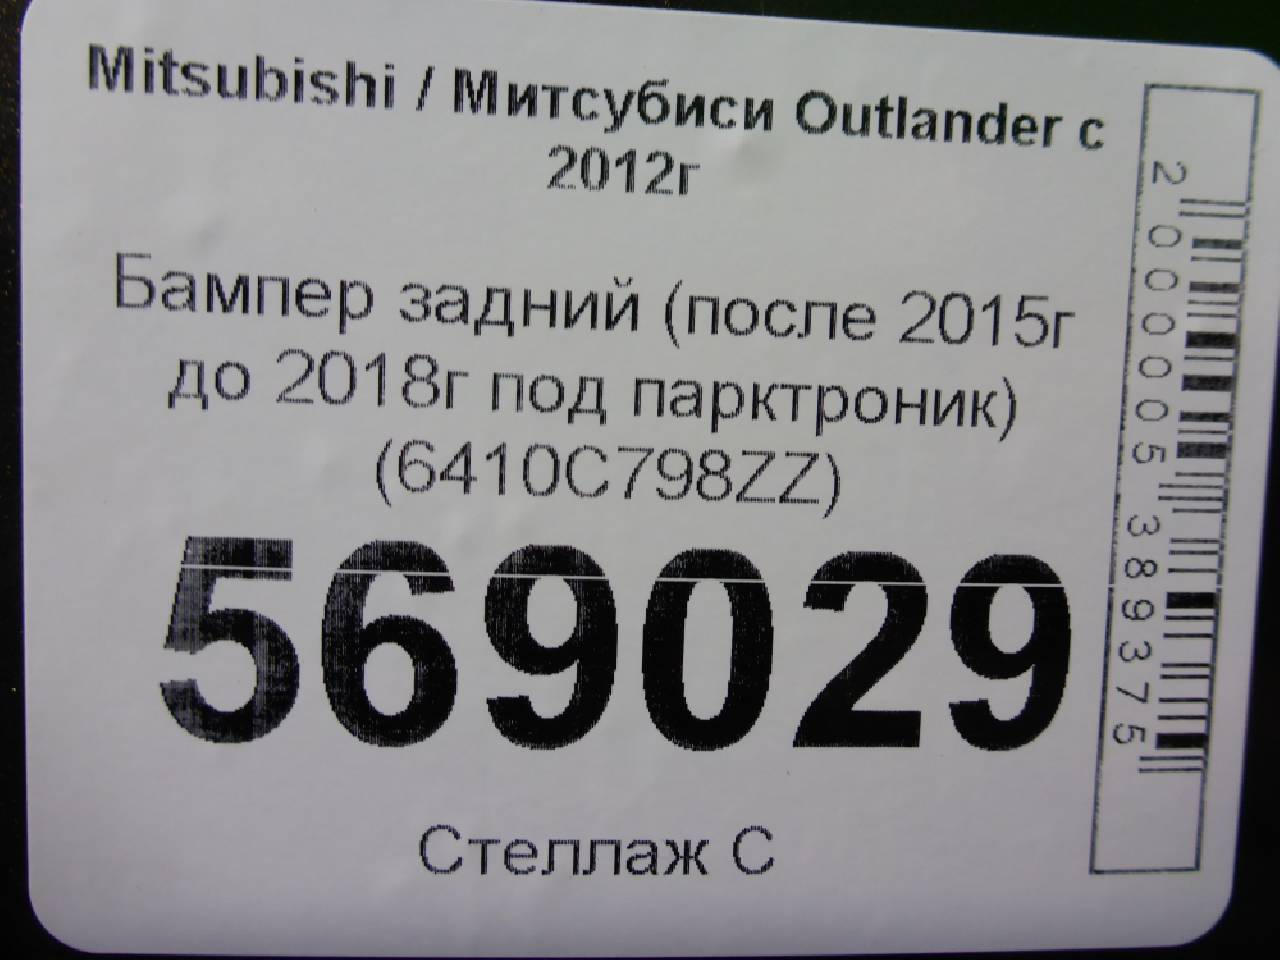 Mitsubishi / Митсубиси Outlander с
2012г
Бампер задний (после 2015г
до 2018г под парктроник)
(6410C798ZZ)
569029
Стеллаж С
2000005389375